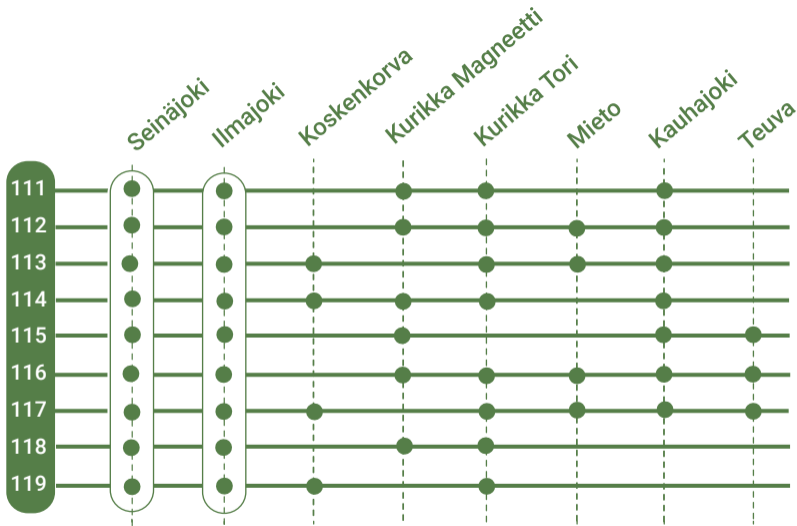 Seinäjoki
Ilmajoki
Koskenkorva
Kurikka Magneetti
Kurikka Tori
Mieto
Kauhajoki
Teuva
111
112
113
114
115
116
117
118
119